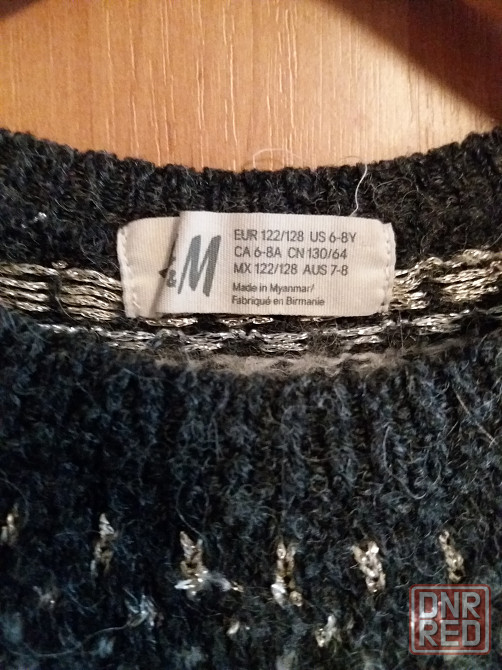 &M
EUR 122/128 US 6-8Y
CA 6-8A CN 130/64
MX 122/128 AUS 7-8
Made in Myanmar/
Fabriqué en Birmanie
DNR
RED